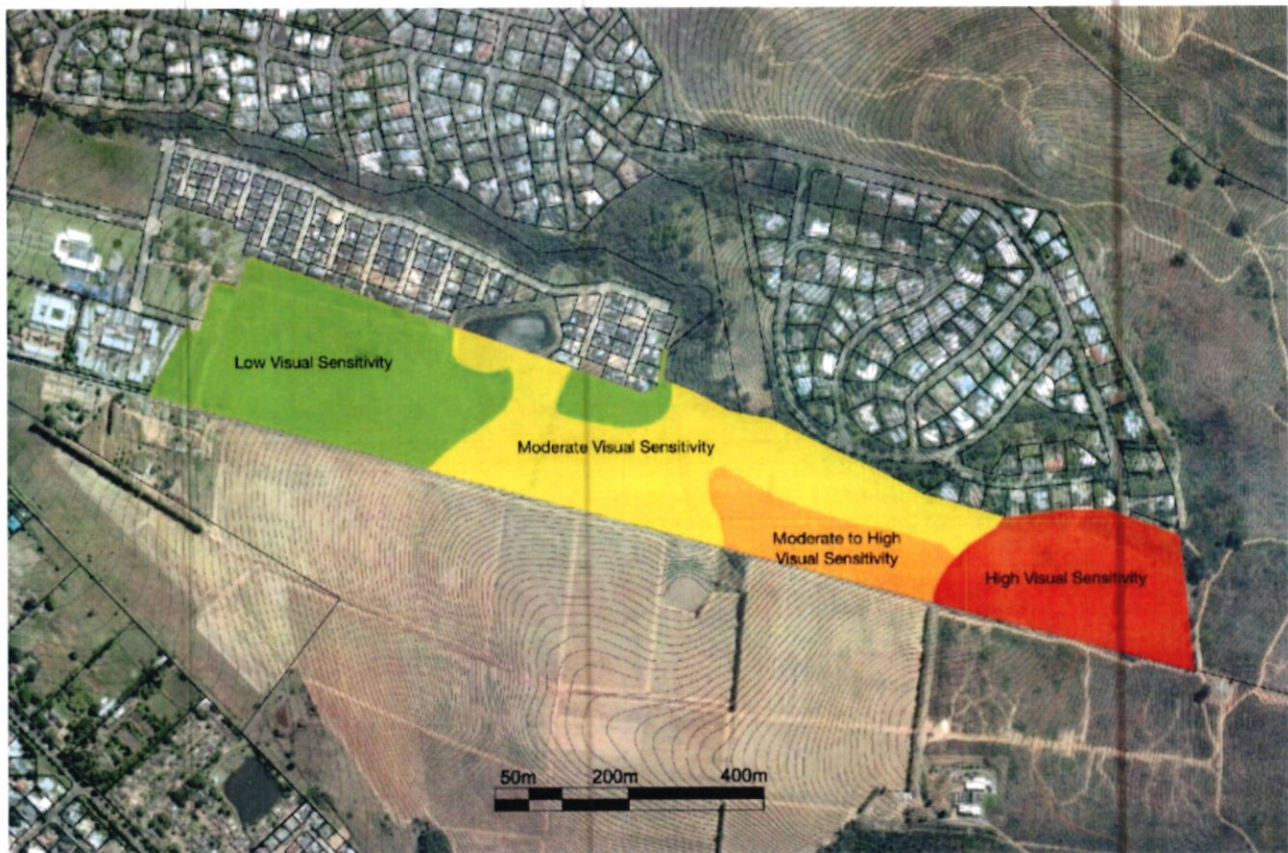 Low Visual Sensitivity
Moderate Visual Sensitivity
Moderate to High
Visual Sensitivity
High Visual Sensitivity
50m 200m 400m